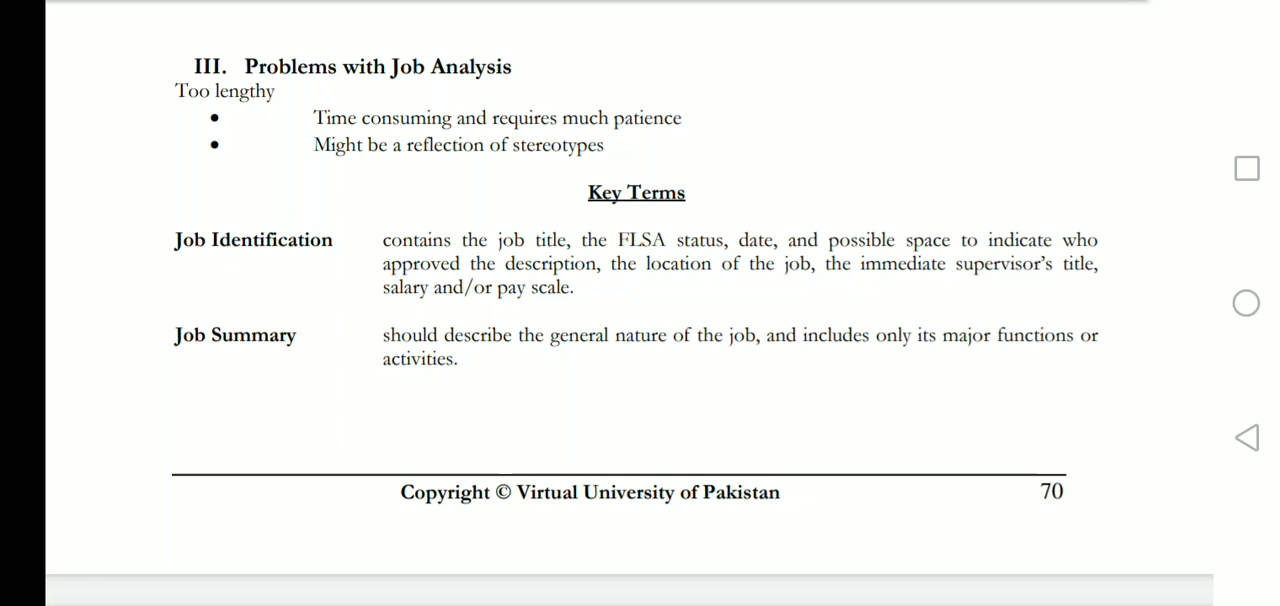 III. Problems with Job Analysis
Too lengthy
• Time consuming and requires much patience
• Might be a reflection of stereotypes
Key Terms
Job Identification contains the job title, the FLSA status, date, and possible space to indicate who
approved the description, the location of the job, the immediate supervisor’s title,
salary and/or pay scale.
Job Summary should describe the general nature of the job, and includes only its major functions or
activities.
Copyright © Virtual University of Pakistan 70